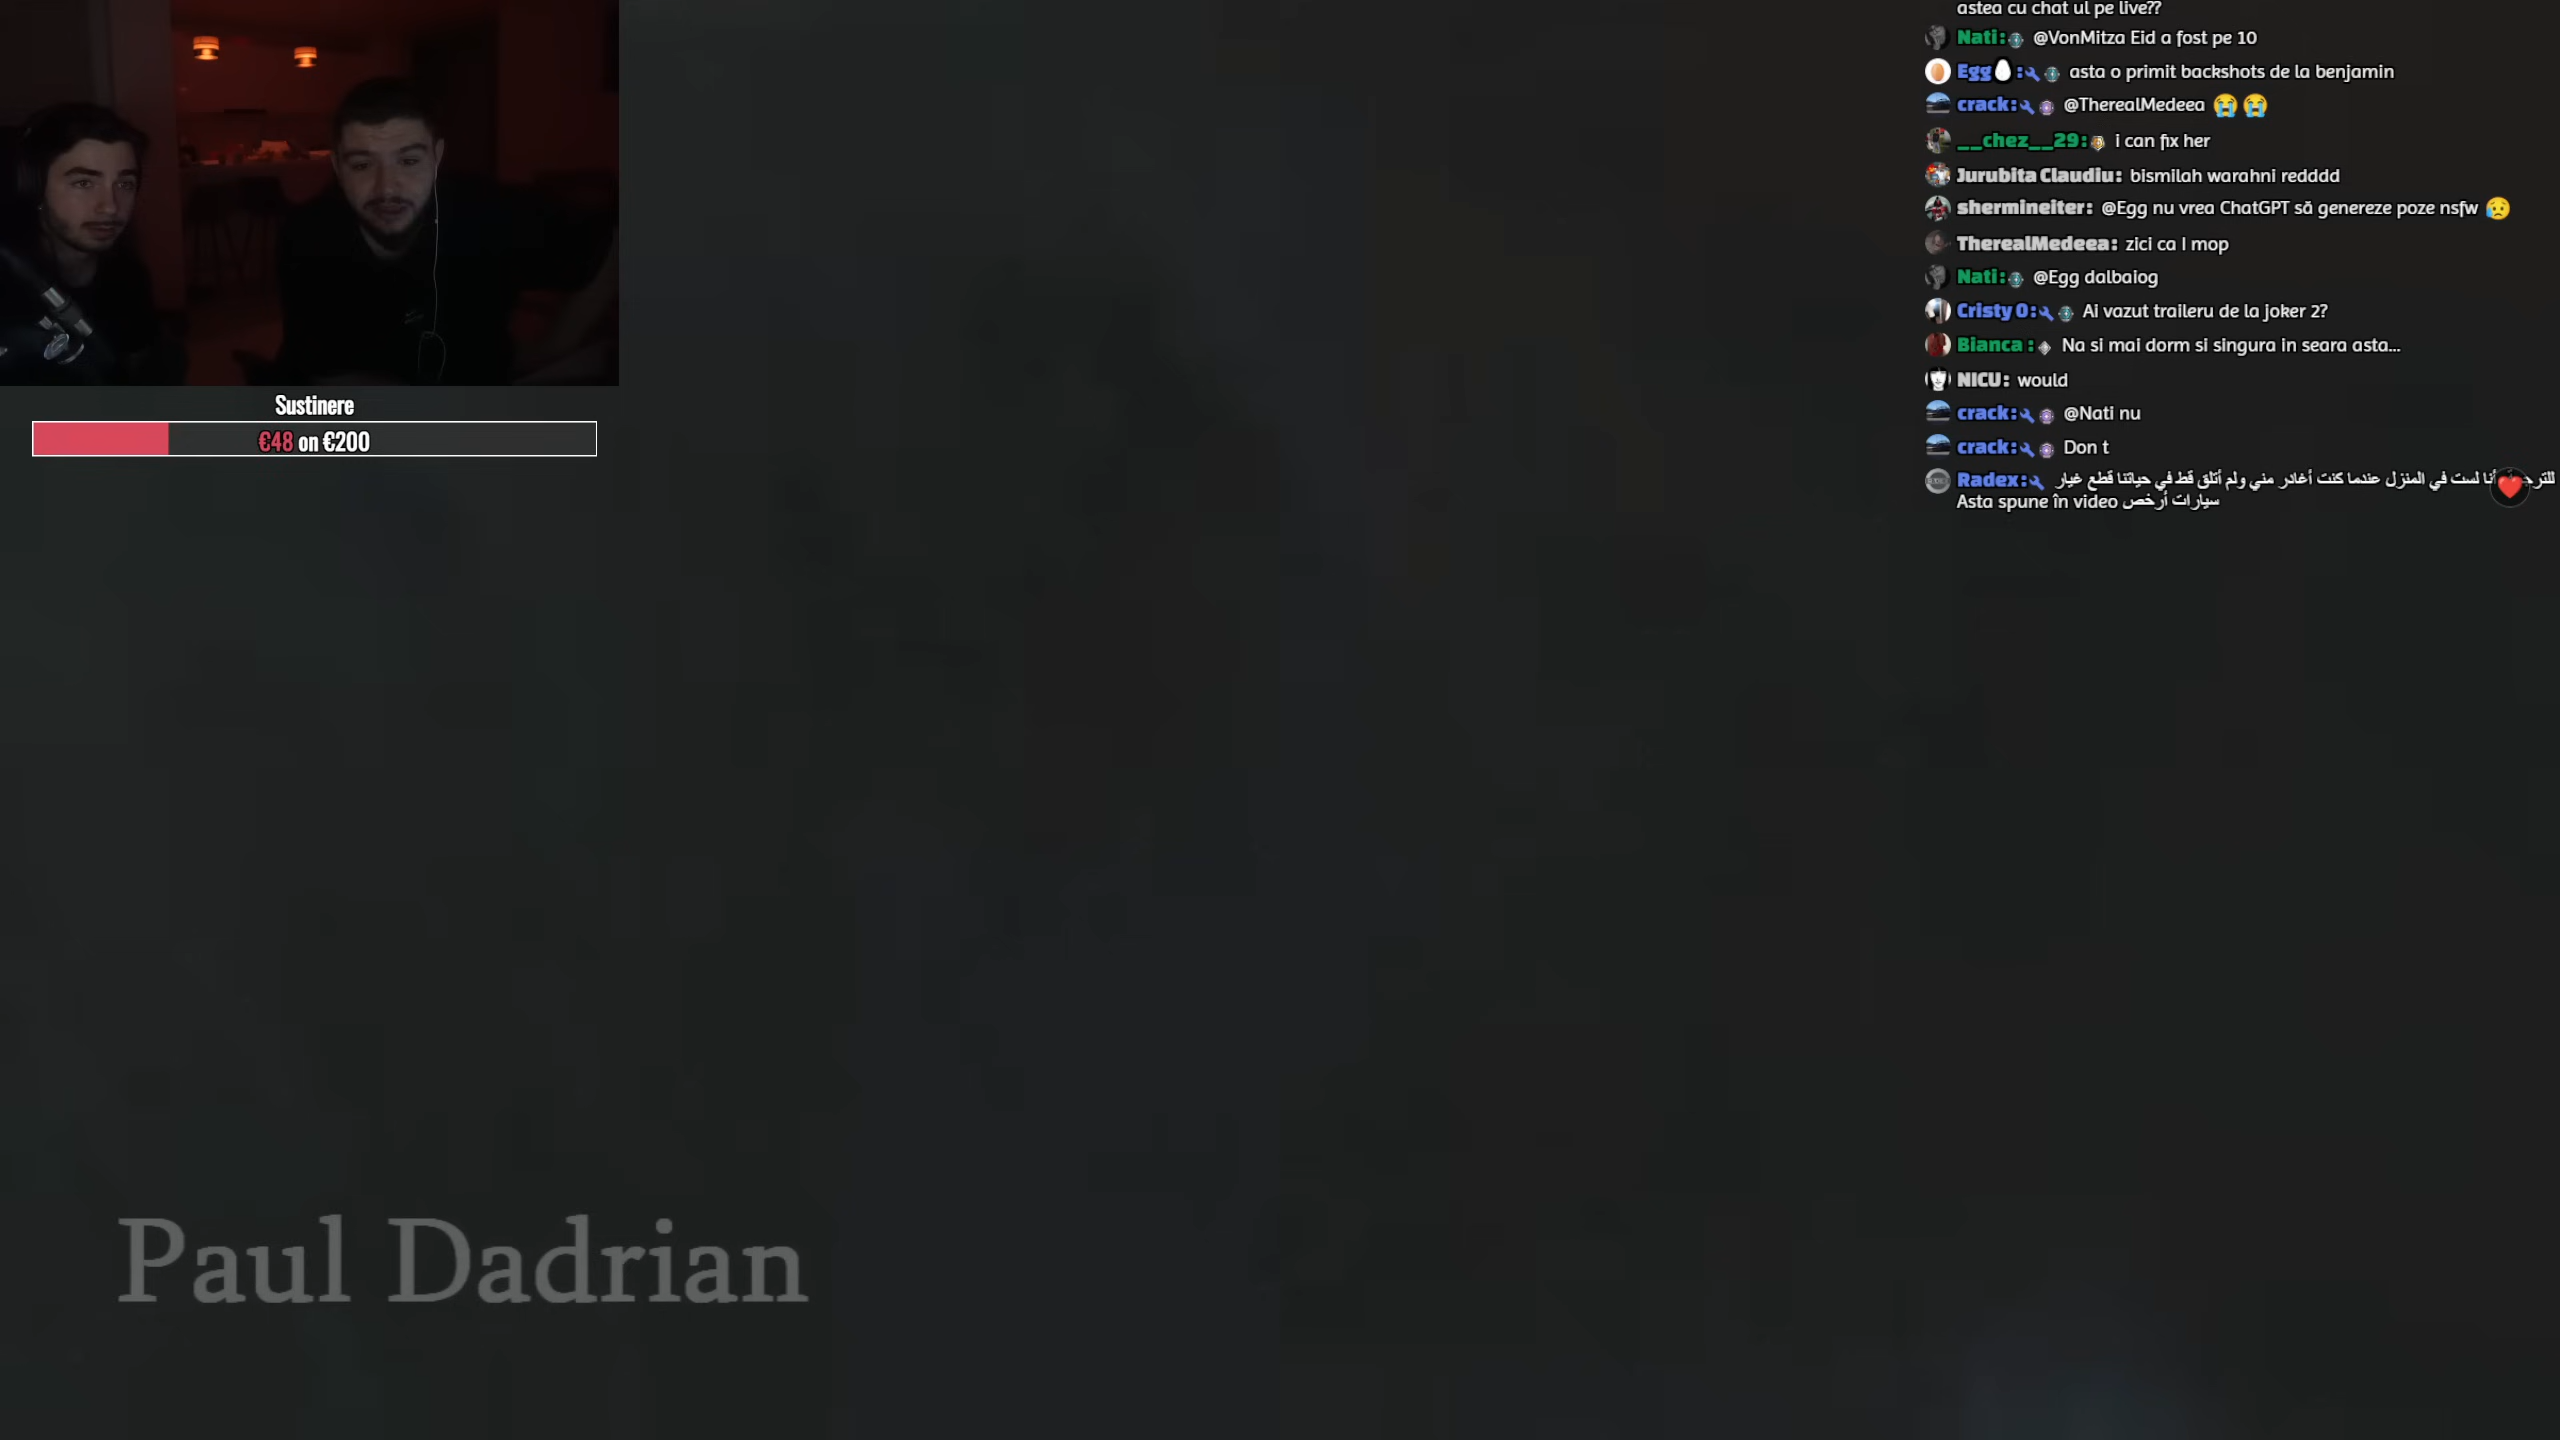 Sustinere
€48 on €200
astea cu chat ul pe live??
Nati: @VonMitza Eid a fost pe 10
Egg🥚: asta o primit backshots de la benjamin
crack: @TherealMedeea 😭 😭
__chez__29: i can fix her
Jurubita Claudiu: bismilah warahni redddd
shermineiter: @Egg nu vrea ChatGPT să genereze poze nsfw 😥
TherealMedeea: zici ca l mop
Nati: @Egg dalbaiog
Cristy O: Ai vazut traileru de la joker 2?
Bianca: Na si mai dorm si singura in seara asta...
NICU: would
crack: @Nati nu
crack: Don t
Radex: أنا لست في المنزل عندما كنت أغادر مني ولم أتلق قط في حياتنا قطع غيار
سيارات أرخص Asta spune în video
Paul Dadrian